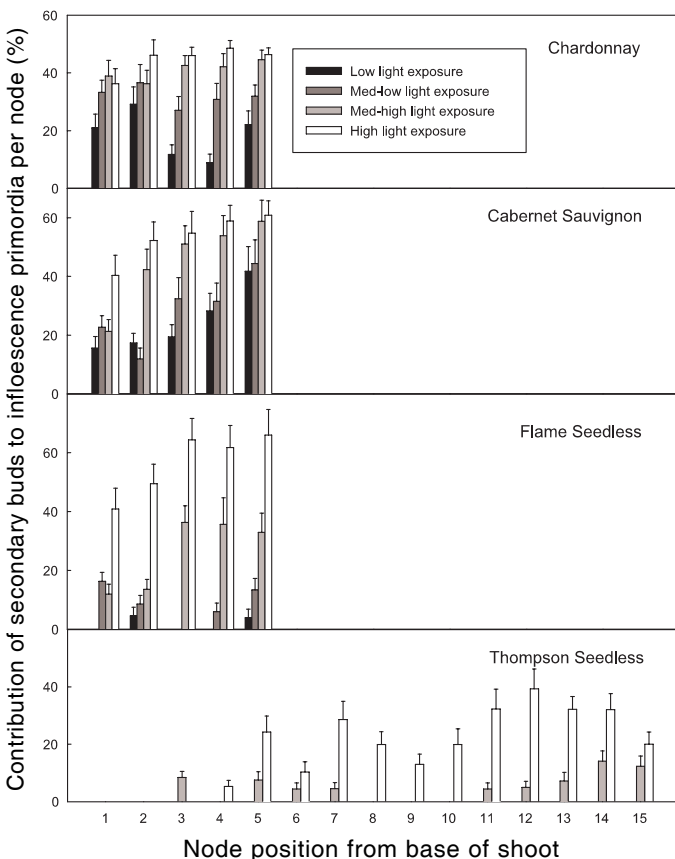 Contribution of secondary buds to infloescence primordia per node (%)
60
40
20
0
Chardonnay
Low light exposure
Med-low light exposure
Med-high light exposure
High light exposure
60
40
20
0
Cabernet Sauvignon
60
40
20
0
Flame Seedless
40
20
0
Thompson Seedless
1 2 3 4 5 6 7 8 9 10 11 12 13 14 15
Node position from base of shoot